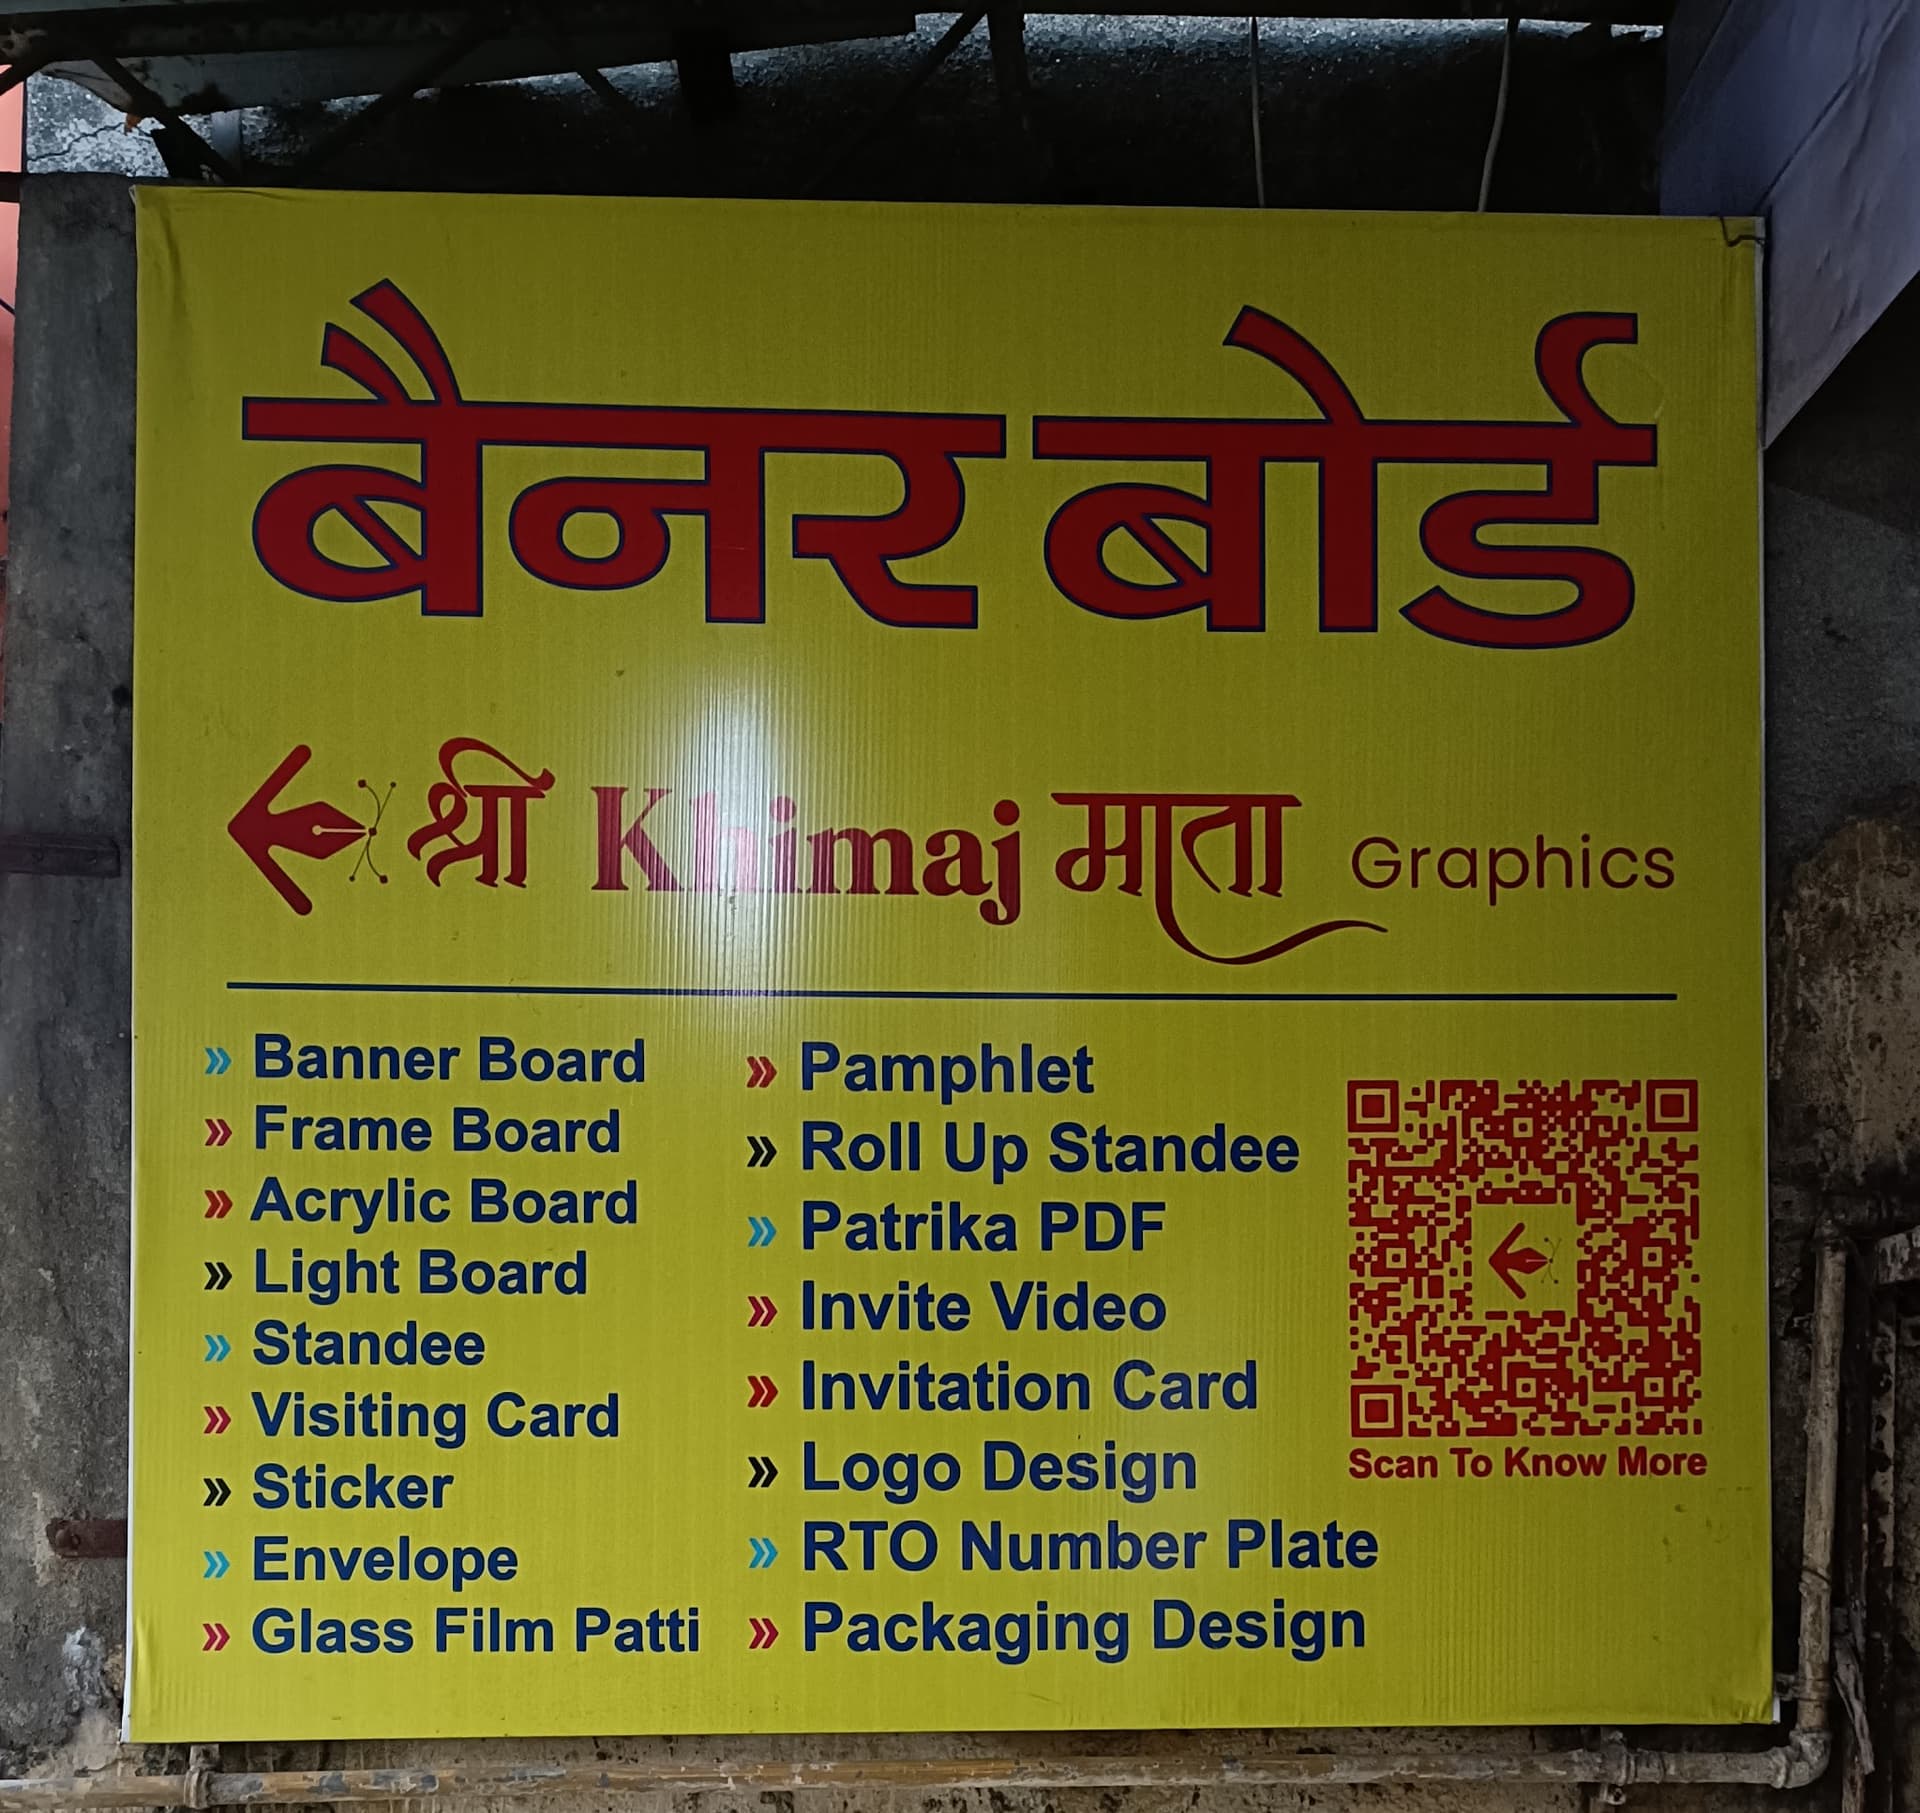 बैनर बोर्ड
श्री Khimaj माता Graphics
» Banner Board
» Frame Board
» Acrylic Board
» Light Board
» Standee
» Visiting Card
» Sticker
» Envelope
» Glass Film Patti
» Pamphlet
» Roll Up Standee
» Patrika PDF
» Invite Video
» Invitation Card
» Logo Design
» RTO Number Plate
» Packaging Design
Scan To Know More